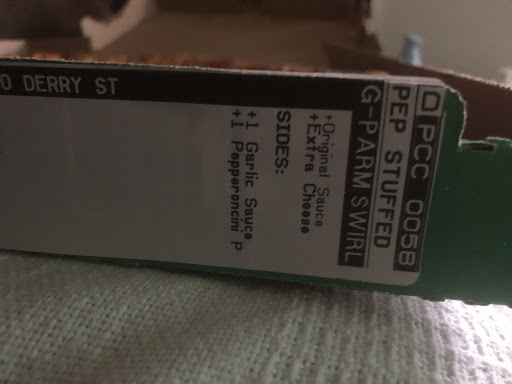 O DERRY ST
PCC 0058
PEP STUFFED
G-PARM SWIRL
+Original Sauce
+Extra Cheese
SIDES:
+1 Garlic Sauce
+1 Pepperoncini P